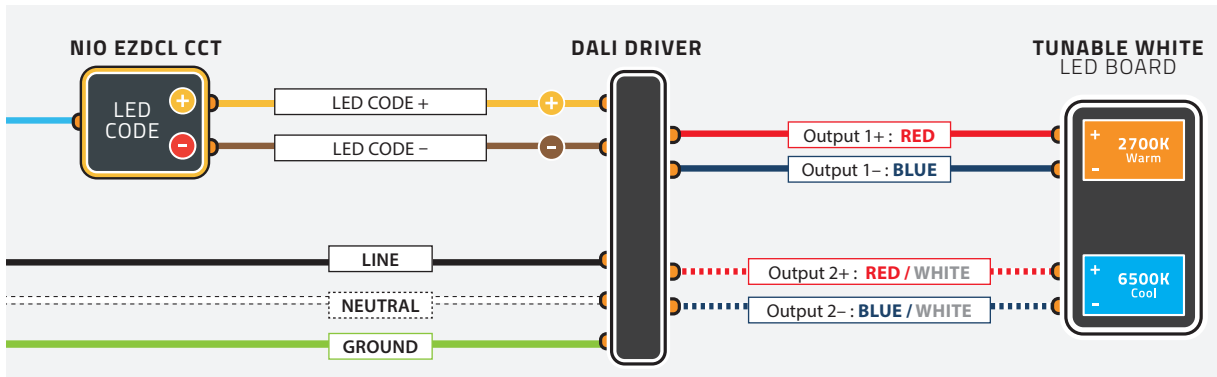 NIO EZDCL CCT
DALI DRIVER
TUNABLE WHITE
LED BOARD
LED
CODE
+
-
LED CODE +
+
LED CODE –
-
Output 1+ : RED
Output 1– : BLUE
+
2700K
Warm
-
LINE
NEUTRAL
GROUND
Output 2+ : RED / WHITE
Output 2– : BLUE / WHITE
+
6500K
Cool
-